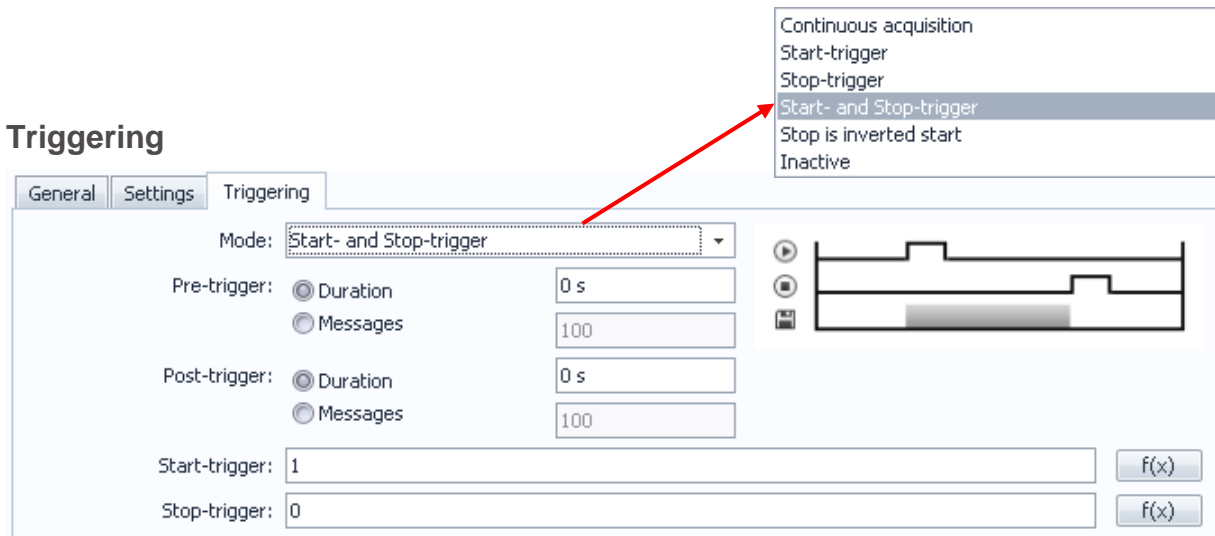 Continuous acquisition
Start-trigger
Stop-trigger
Start- and Stop-trigger
Stop is inverted start
Inactive
Triggering
General Settings Triggering
Mode: Start- and Stop-trigger
Pre-trigger: Duration 0 s
Messages 100
Post-trigger: Duration 0 s
Messages 100
Start-trigger: 1 f(x)
Stop-trigger: 0 f(x)